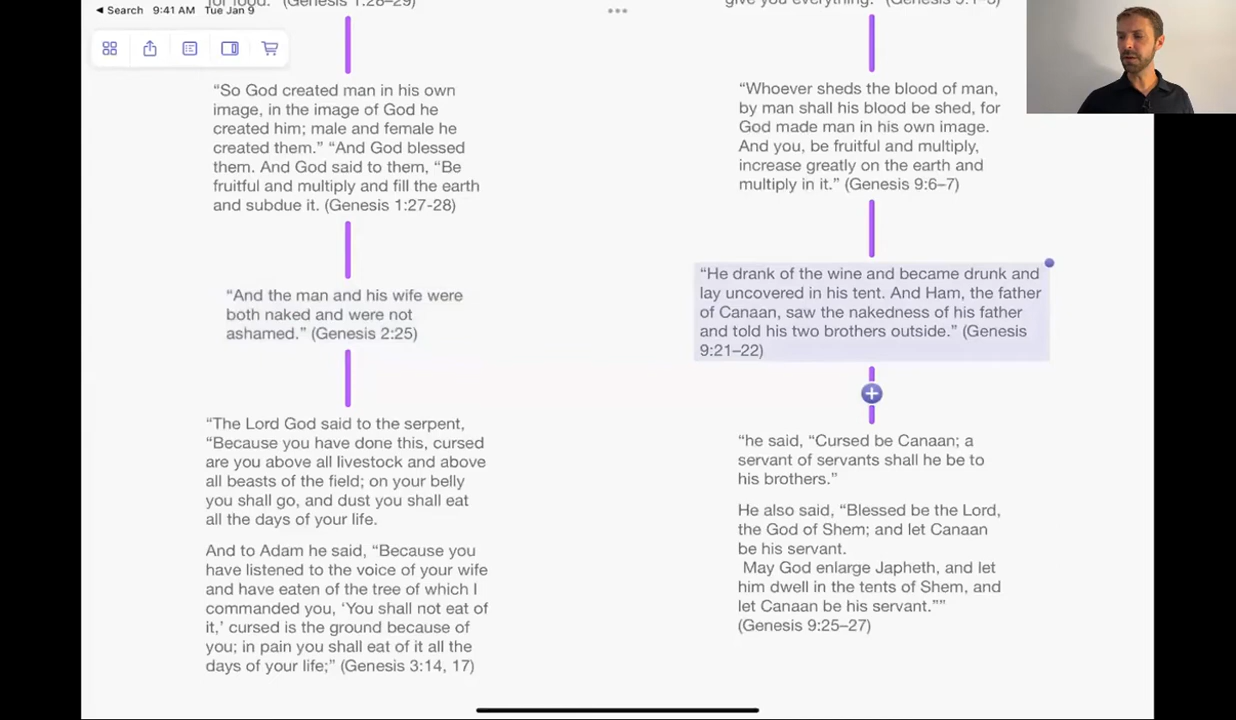 Search 9:41 AM Tue Jan 9
for food.” (Genesis 1:28–29)
“So God created man in his own
image, in the image of God he
created him; male and female he
created them.” “And God blessed
them. And God said to them, “Be
fruitful and multiply and fill the earth
and subdue it. (Genesis 1:27-28)
“And the man and his wife were
both naked and were not
ashamed.” (Genesis 2:25)
“The Lord God said to the serpent,
“Because you have done this, cursed
are you above all livestock and above
all beasts of the field; on your belly
you shall go, and dust you shall eat
all the days of your life.
And to Adam he said, “Because you
have listened to the voice of your wife
and have eaten of the tree of which I
commanded you, ‘You shall not eat of
it,’ cursed is the ground because of
you; in pain you shall eat of it all the
days of your life;” (Genesis 3:14, 17)
give you everything.” (Genesis 9:1–3)
“Whoever sheds the blood of man,
by man shall his blood be shed, for
God made man in his own image.
And you, be fruitful and multiply,
increase greatly on the earth and
multiply in it.” (Genesis 9:6–7)
“He drank of the wine and became drunk and
lay uncovered in his tent. And Ham, the father
of Canaan, saw the nakedness of his father
and told his two brothers outside.” (Genesis
9:21–22)
“he said, “Cursed be Canaan; a
servant of servants shall he be to
his brothers.”
He also said, “Blessed be the Lord,
the God of Shem; and let Canaan
be his servant.
May God enlarge Japheth, and let
him dwell in the tents of Shem, and
let Canaan be his servant.””
(Genesis 9:25–27)